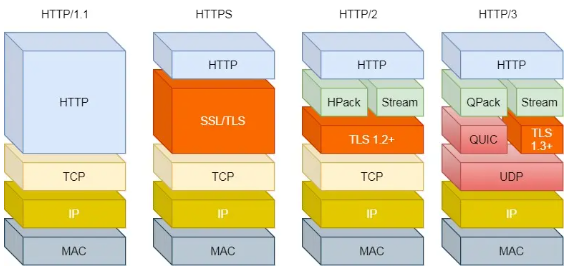 HTTP/1.1 HTTPS HTTP/2 HTTP/3
HTTP
TCP
IP
MAC
HTTP
SSL/TLS
TCP
IP
MAC
HTTP
HPack Stream
TLS 1.2+
TCP
IP
MAC
HTTP
QPack Stream
QUIC TLS
1.3+
UDP
IP
MAC